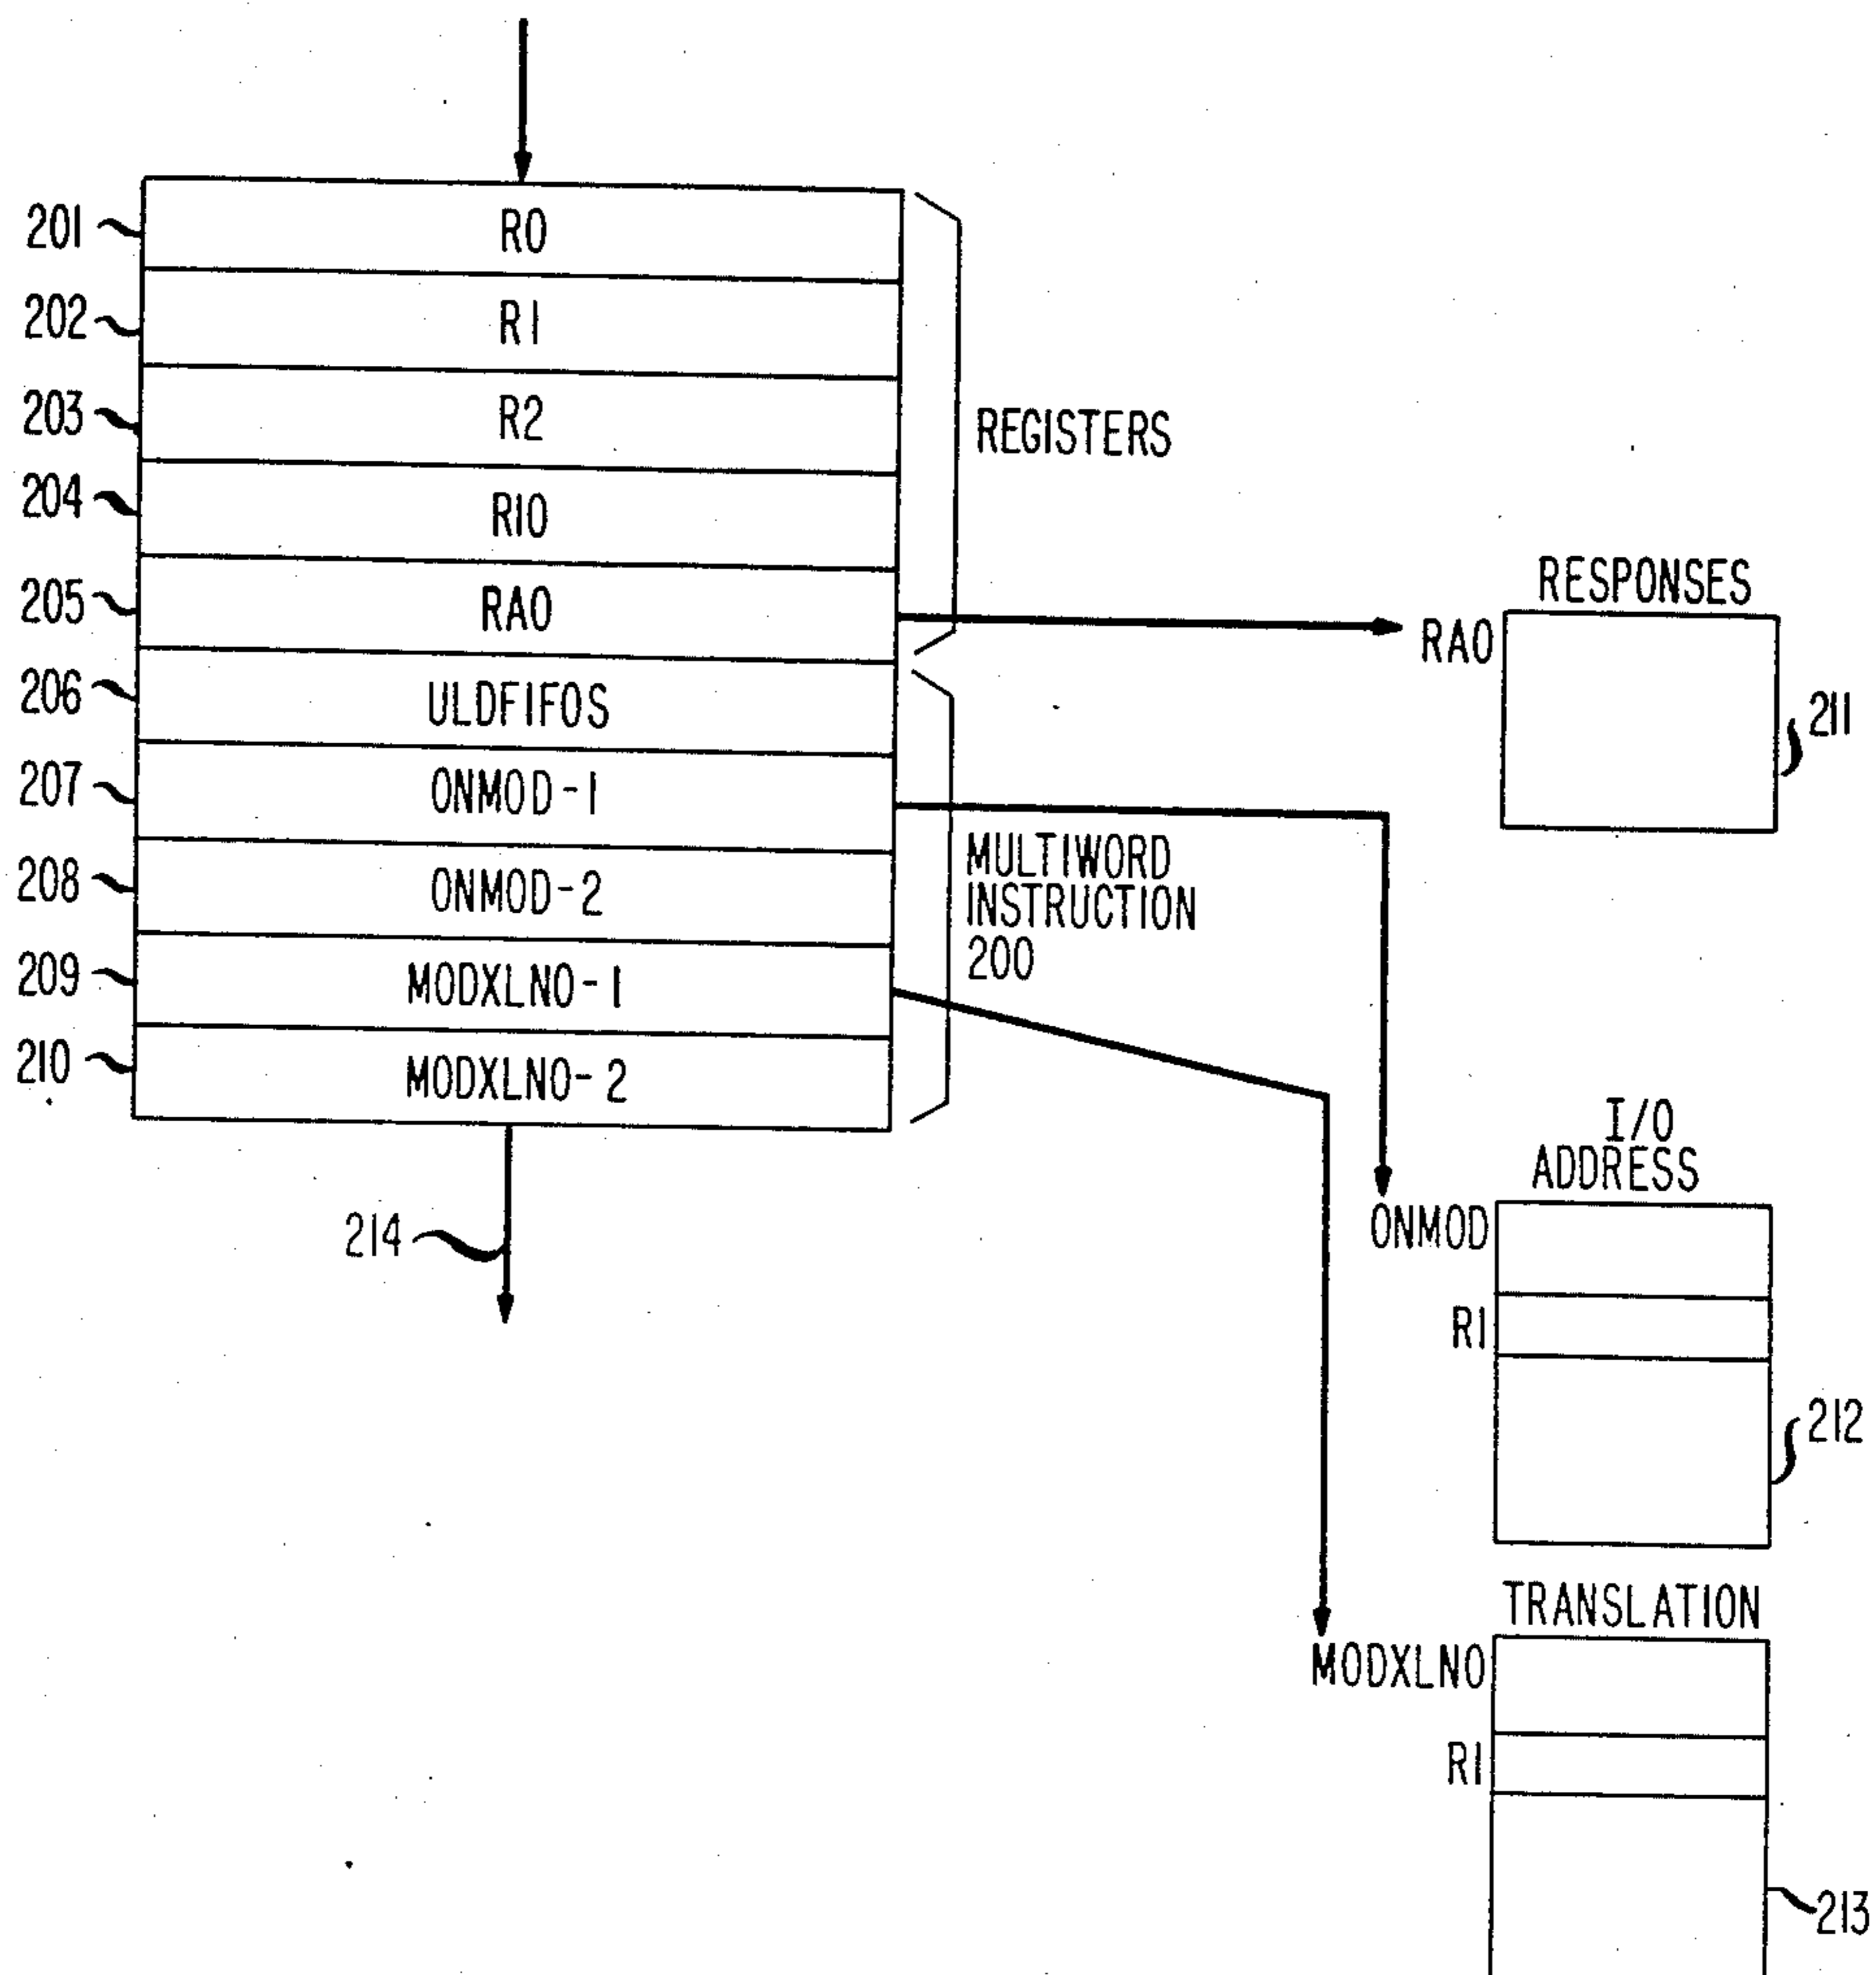 201
R0
202
R1
203
R2
REGISTERS
204
R10
205
RA0
RESPONSES
RA0
211
206
ULDFIFOS
207
ONMOD-1
MULTIWORD
INSTRUCTION
200
208
ONMOD-2
209
MODXLNO-1
210
MODXLNO-2
214
I/O
ADDRESS
ONMOD
R1
212
TRANSLATION
MODXLNO
R1
213